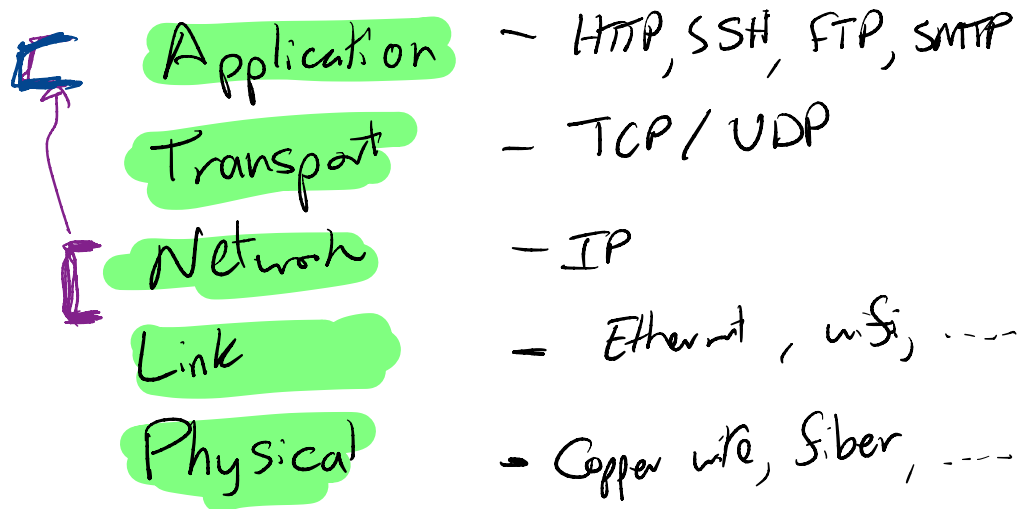 Application - HTTP, SSH, FTP, SMTP
Transport - TCP / UDP
Network - IP
Link - Ethernet, wifi, ----
Physical - Copper wire, fiber, ----